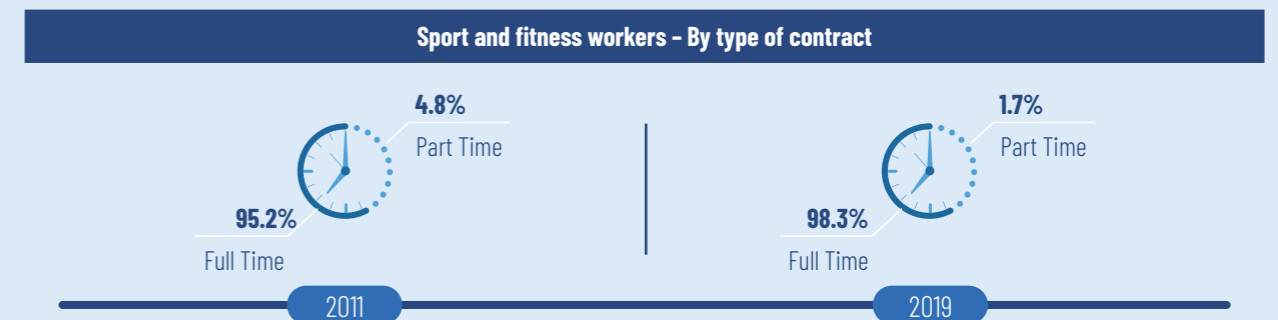 Sport and fitness workers – By type of contract
4.8%
Part Time
95.2%
Full Time
2011
1.7%
Part Time
98.3%
Full Time
2019